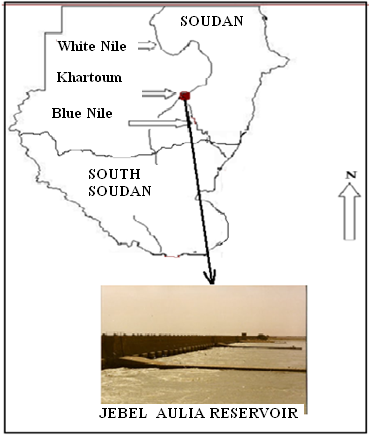 SOUDAN
White Nile
Khartoum
Blue Nile
SOUTH
SOUDAN
N
JEBEL AULIA RESERVOIR